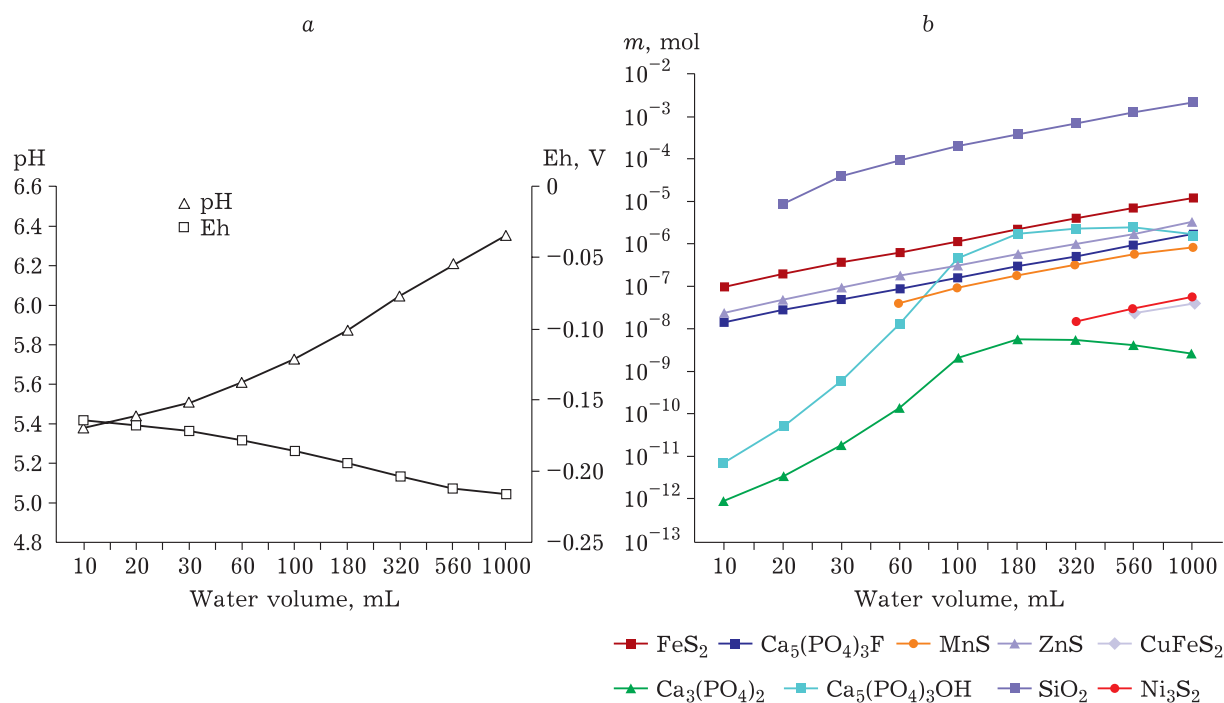 a
pH
Eh, V
6.6
6.4
6.2
6.0
5.8
5.6
5.4
5.2
5.0
4.8
pH
Eh
0
−0.05
−0.10
−0.15
−0.20
−0.25
10 20 30 60 100 180 320 560 1000
Water volume, mL
b
m, mol
10⁻²
10⁻³
10⁻⁴
10⁻⁵
10⁻⁶
10⁻⁷
10⁻⁸
10⁻⁹
10⁻¹⁰
10⁻¹¹
10⁻¹²
10⁻¹³
10 20 30 60 100 180 320 560 1000
Water volume, mL
FeS₂ Ca₅(PO₄)₃F MnS ZnS CuFeS₂
Ca₃(PO₄)₂ Ca₅(PO₄)₃OH SiO₂ Ni₃S₂